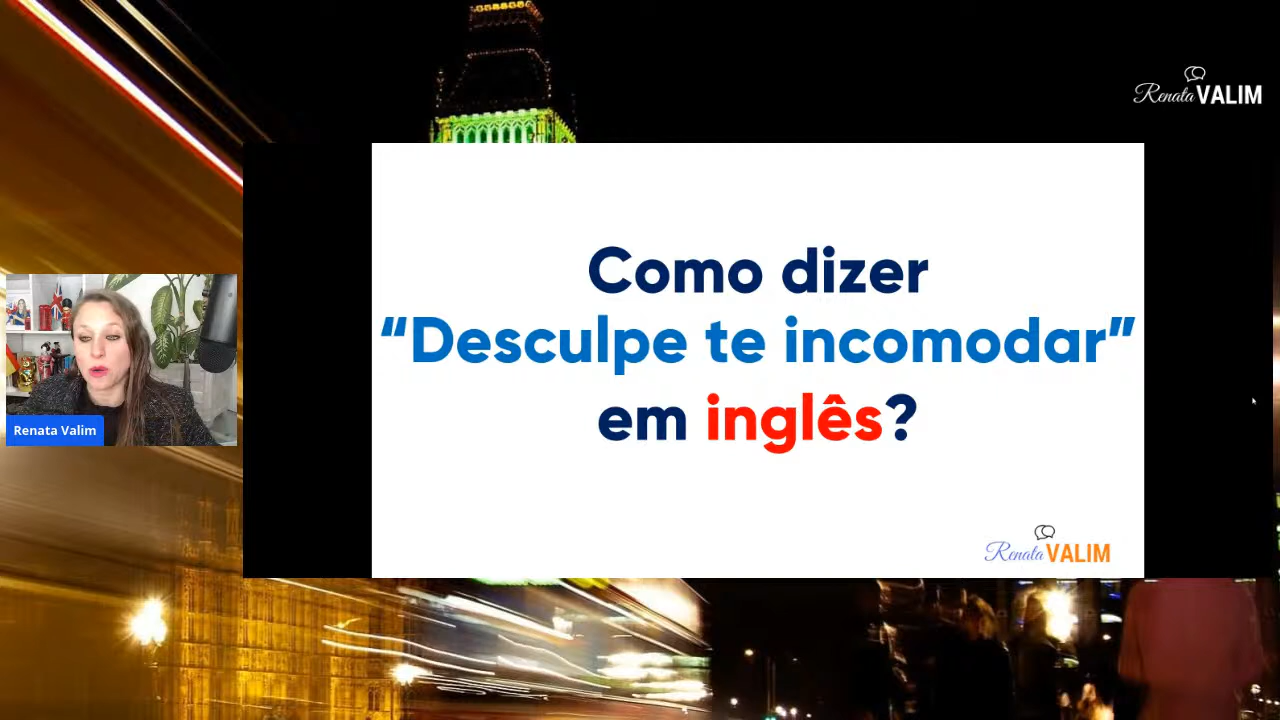 Renata VALIM
Como dizer
“Desculpe te incomodar”
em inglês?
Renata Valim
Renata VALIM